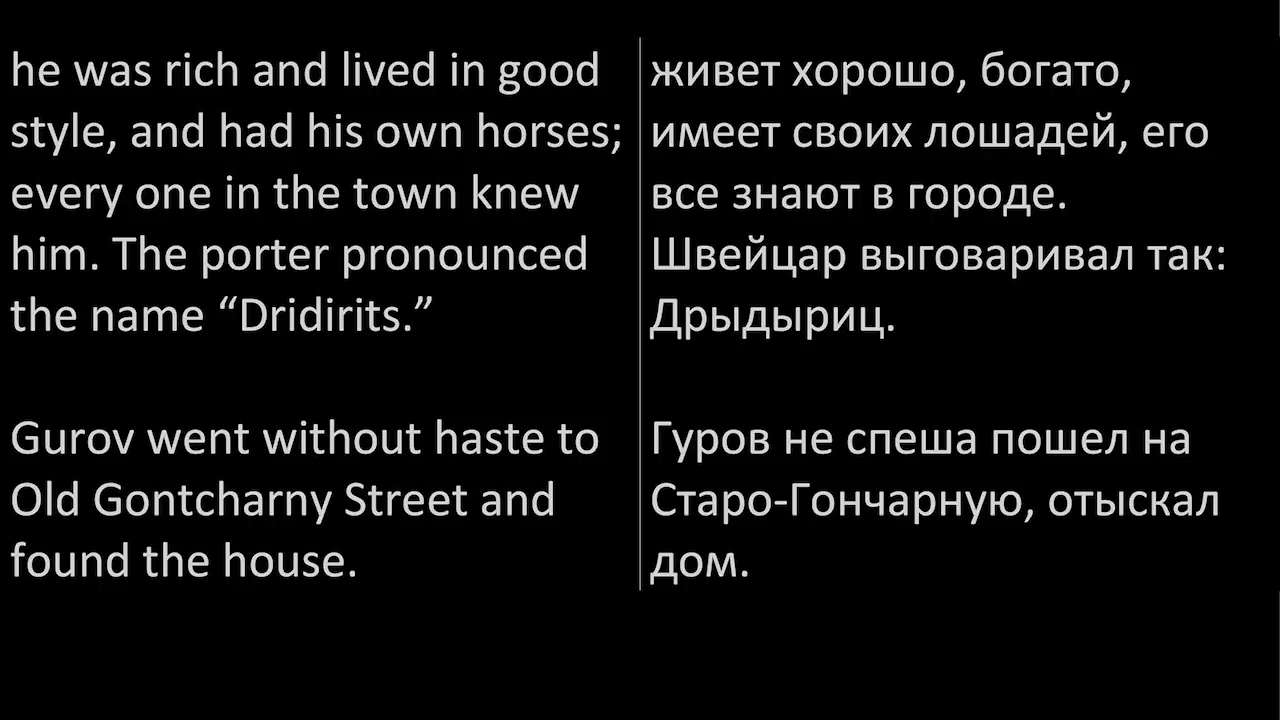 he was rich and lived in good
style, and had his own horses;
every one in the town knew
him. The porter pronounced
the name “Dridirits.”
Gurov went without haste to
Old Gontcharny Street and
found the house.
живет хорошо, богато,
имеет своих лошадей, его
все знают в городе.
Швейцар выговаривал так:
Дрыдыриц.
Гуров не спеша пошел на
Старо-Гончарную, отыскал
дом.